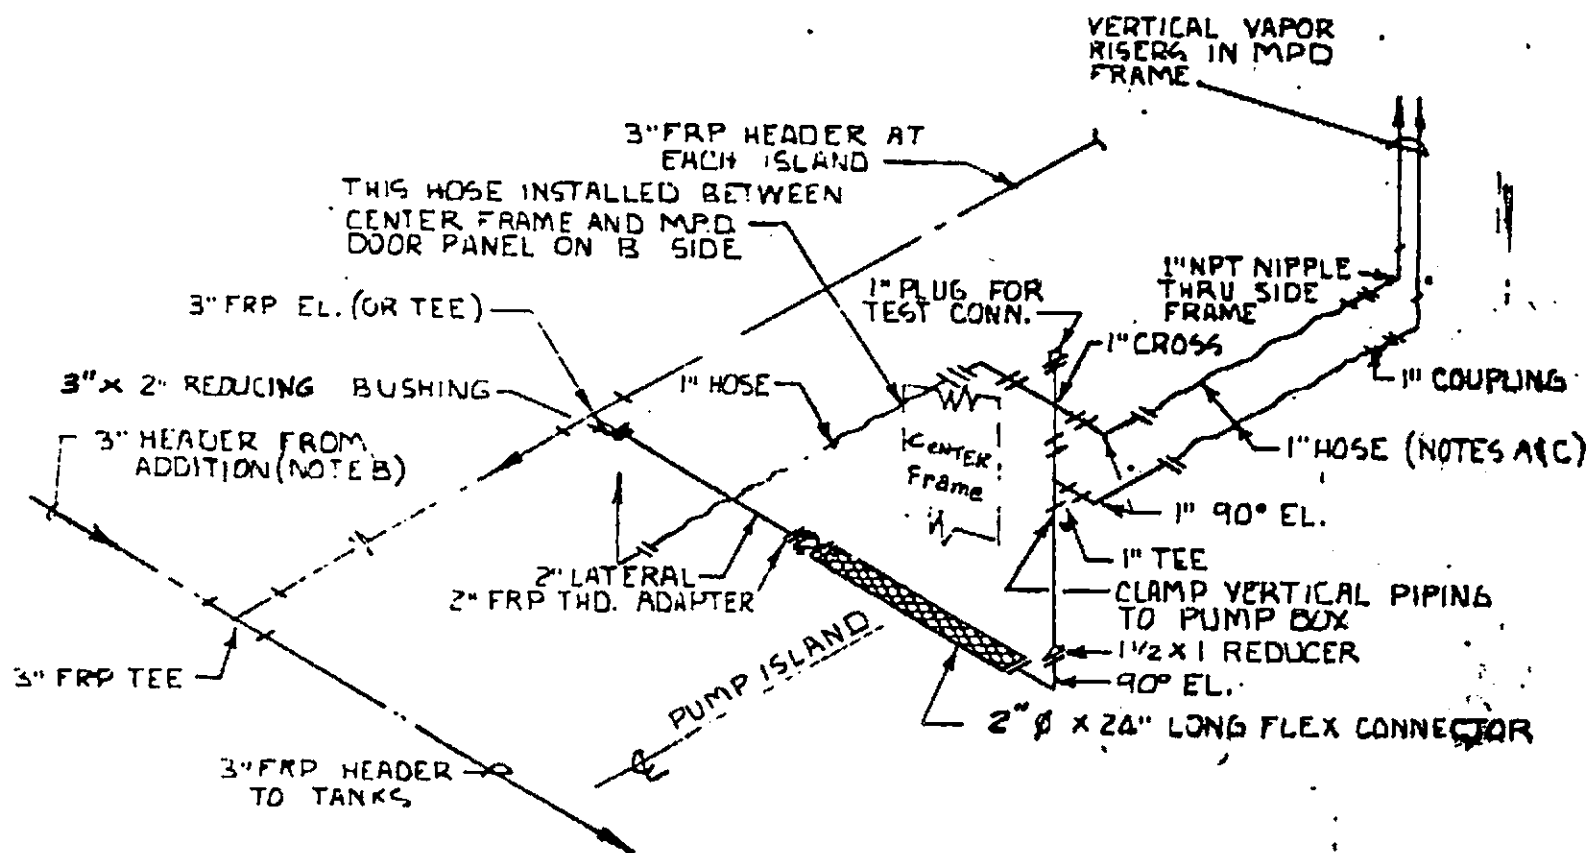 VERTICAL VAPOR
RISERS IN MPD
FRAME
3" FRP HEADER AT
EACH ISLAND
THIS HOSE INSTALLED BETWEEN
CENTER FRAME AND M.P.D.
DOOR PANEL ON B SIDE
3" FRP EL. (OR TEE)
1" PLUG FOR
TEST CONN.
1" NPT NIPPLE
THRU SIDE
FRAME
1" CROSS
3" x 2" REDUCING BUSHING
1" HOSE
1" COUPLING
3" HEADER FROM
ADDITION (NOTE B)
CENTER
Frame
1" HOSE (NOTES A&C)
1" 90° EL.
1" TEE
2" LATERAL
2" FRP THD. ADAPTER
CLAMP VERTICAL PIPING
TO PUMP BOX
PUMP ISLAND
1 1/2 X 1 REDUCER
3" FRP TEE
90° EL.
2" Ø X 24" LONG FLEX CONNECTOR
3" FRP HEADER
TO TANKS